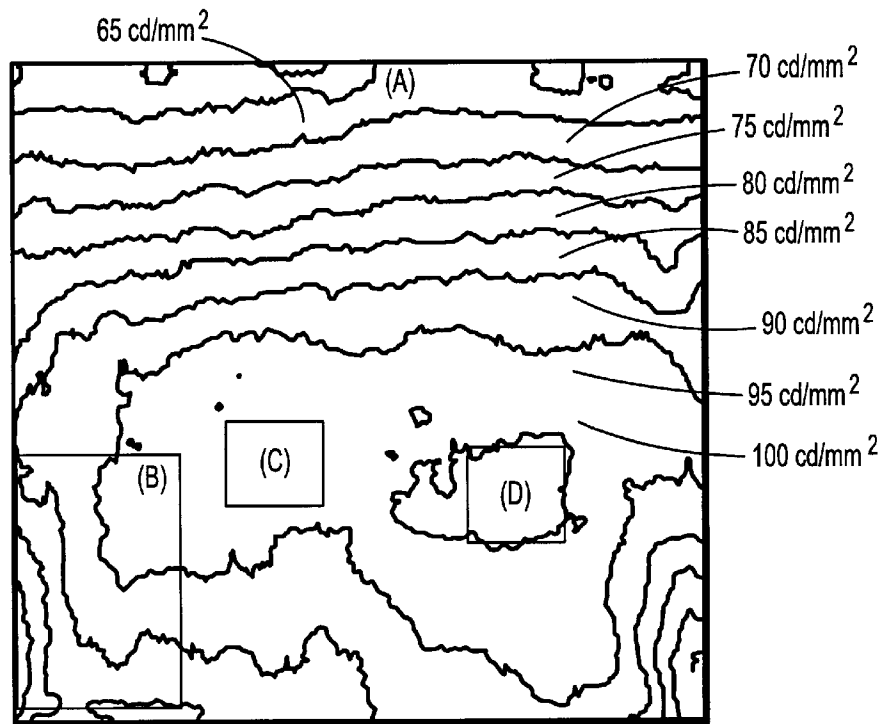 65 cd/mm²
(A)
70 cd/mm²
75 cd/mm²
80 cd/mm²
85 cd/mm²
90 cd/mm²
95 cd/mm²
100 cd/mm²
(B)
(C)
(D)